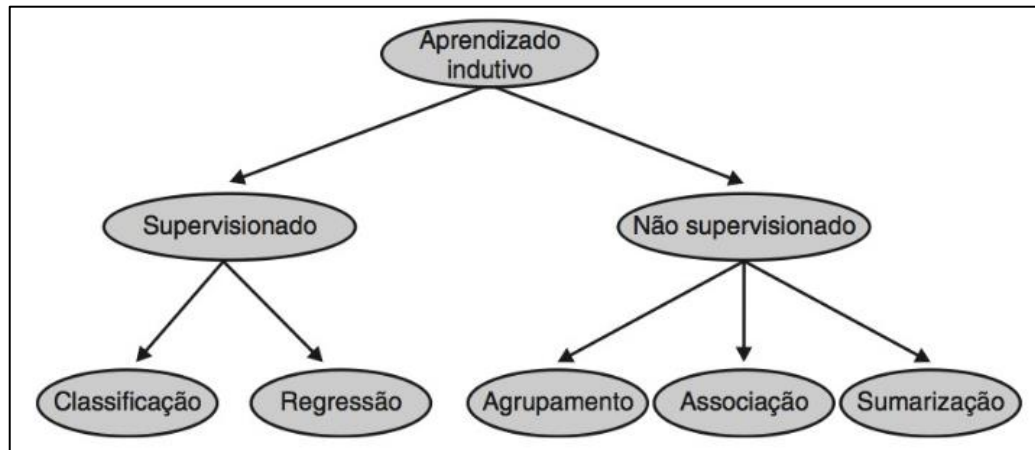 Aprendizado
indutivo
Supervisionado
Não supervisionado
Classificação
Regressão
Agrupamento
Associação
Sumarização